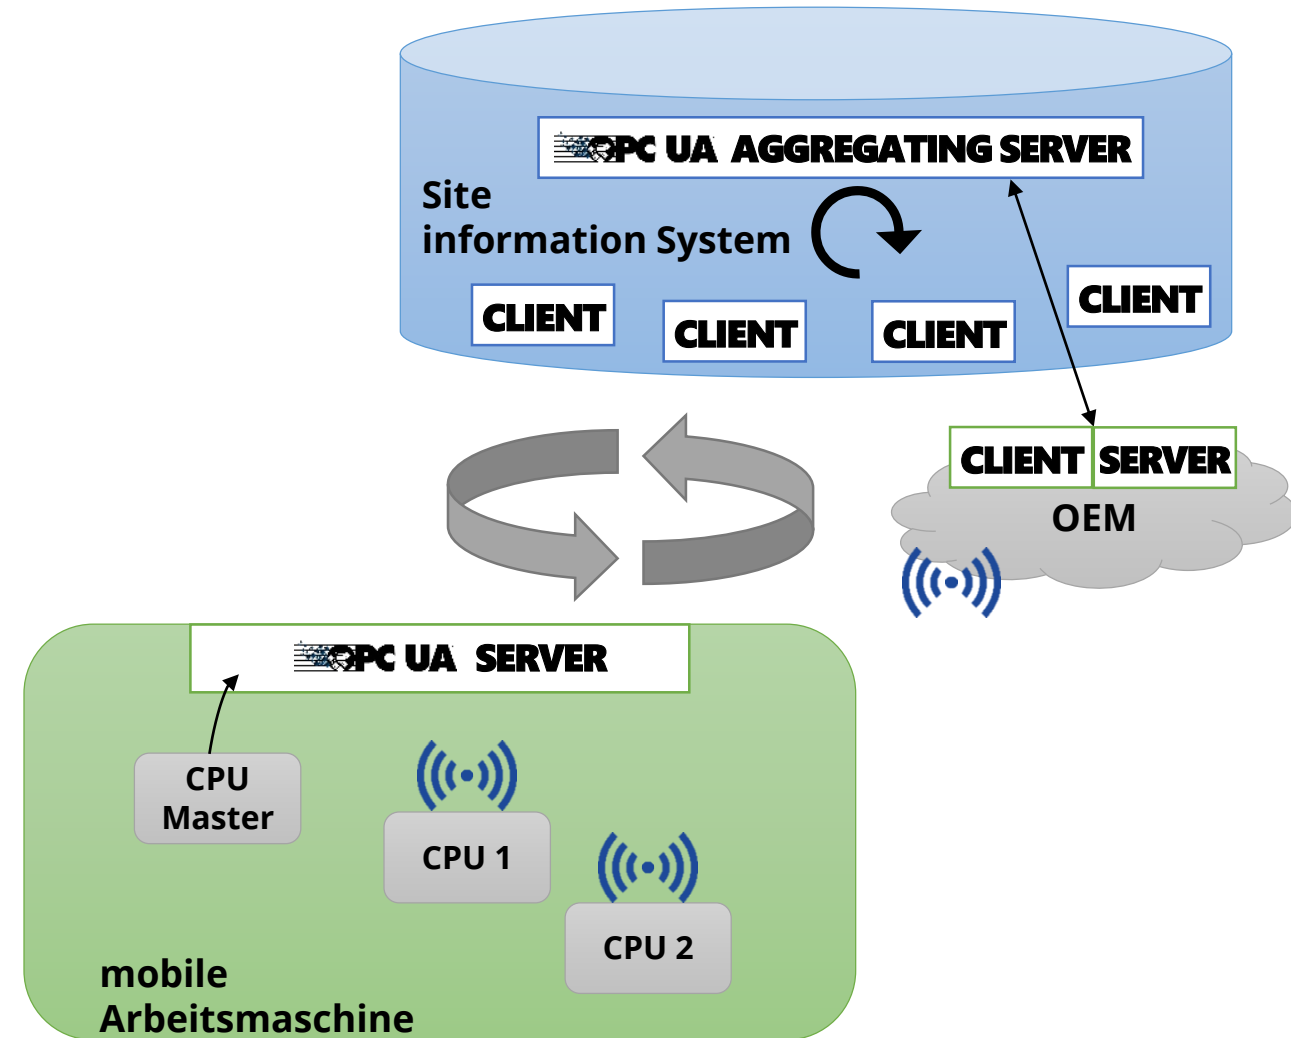 OPC UA AGGREGATING SERVER
Site
information System
CLIENT
CLIENT
CLIENT
CLIENT
CLIENT SERVER
OEM
OPC UA SERVER
CPU
Master
CPU 1
CPU 2
mobile
Arbeitsmaschine